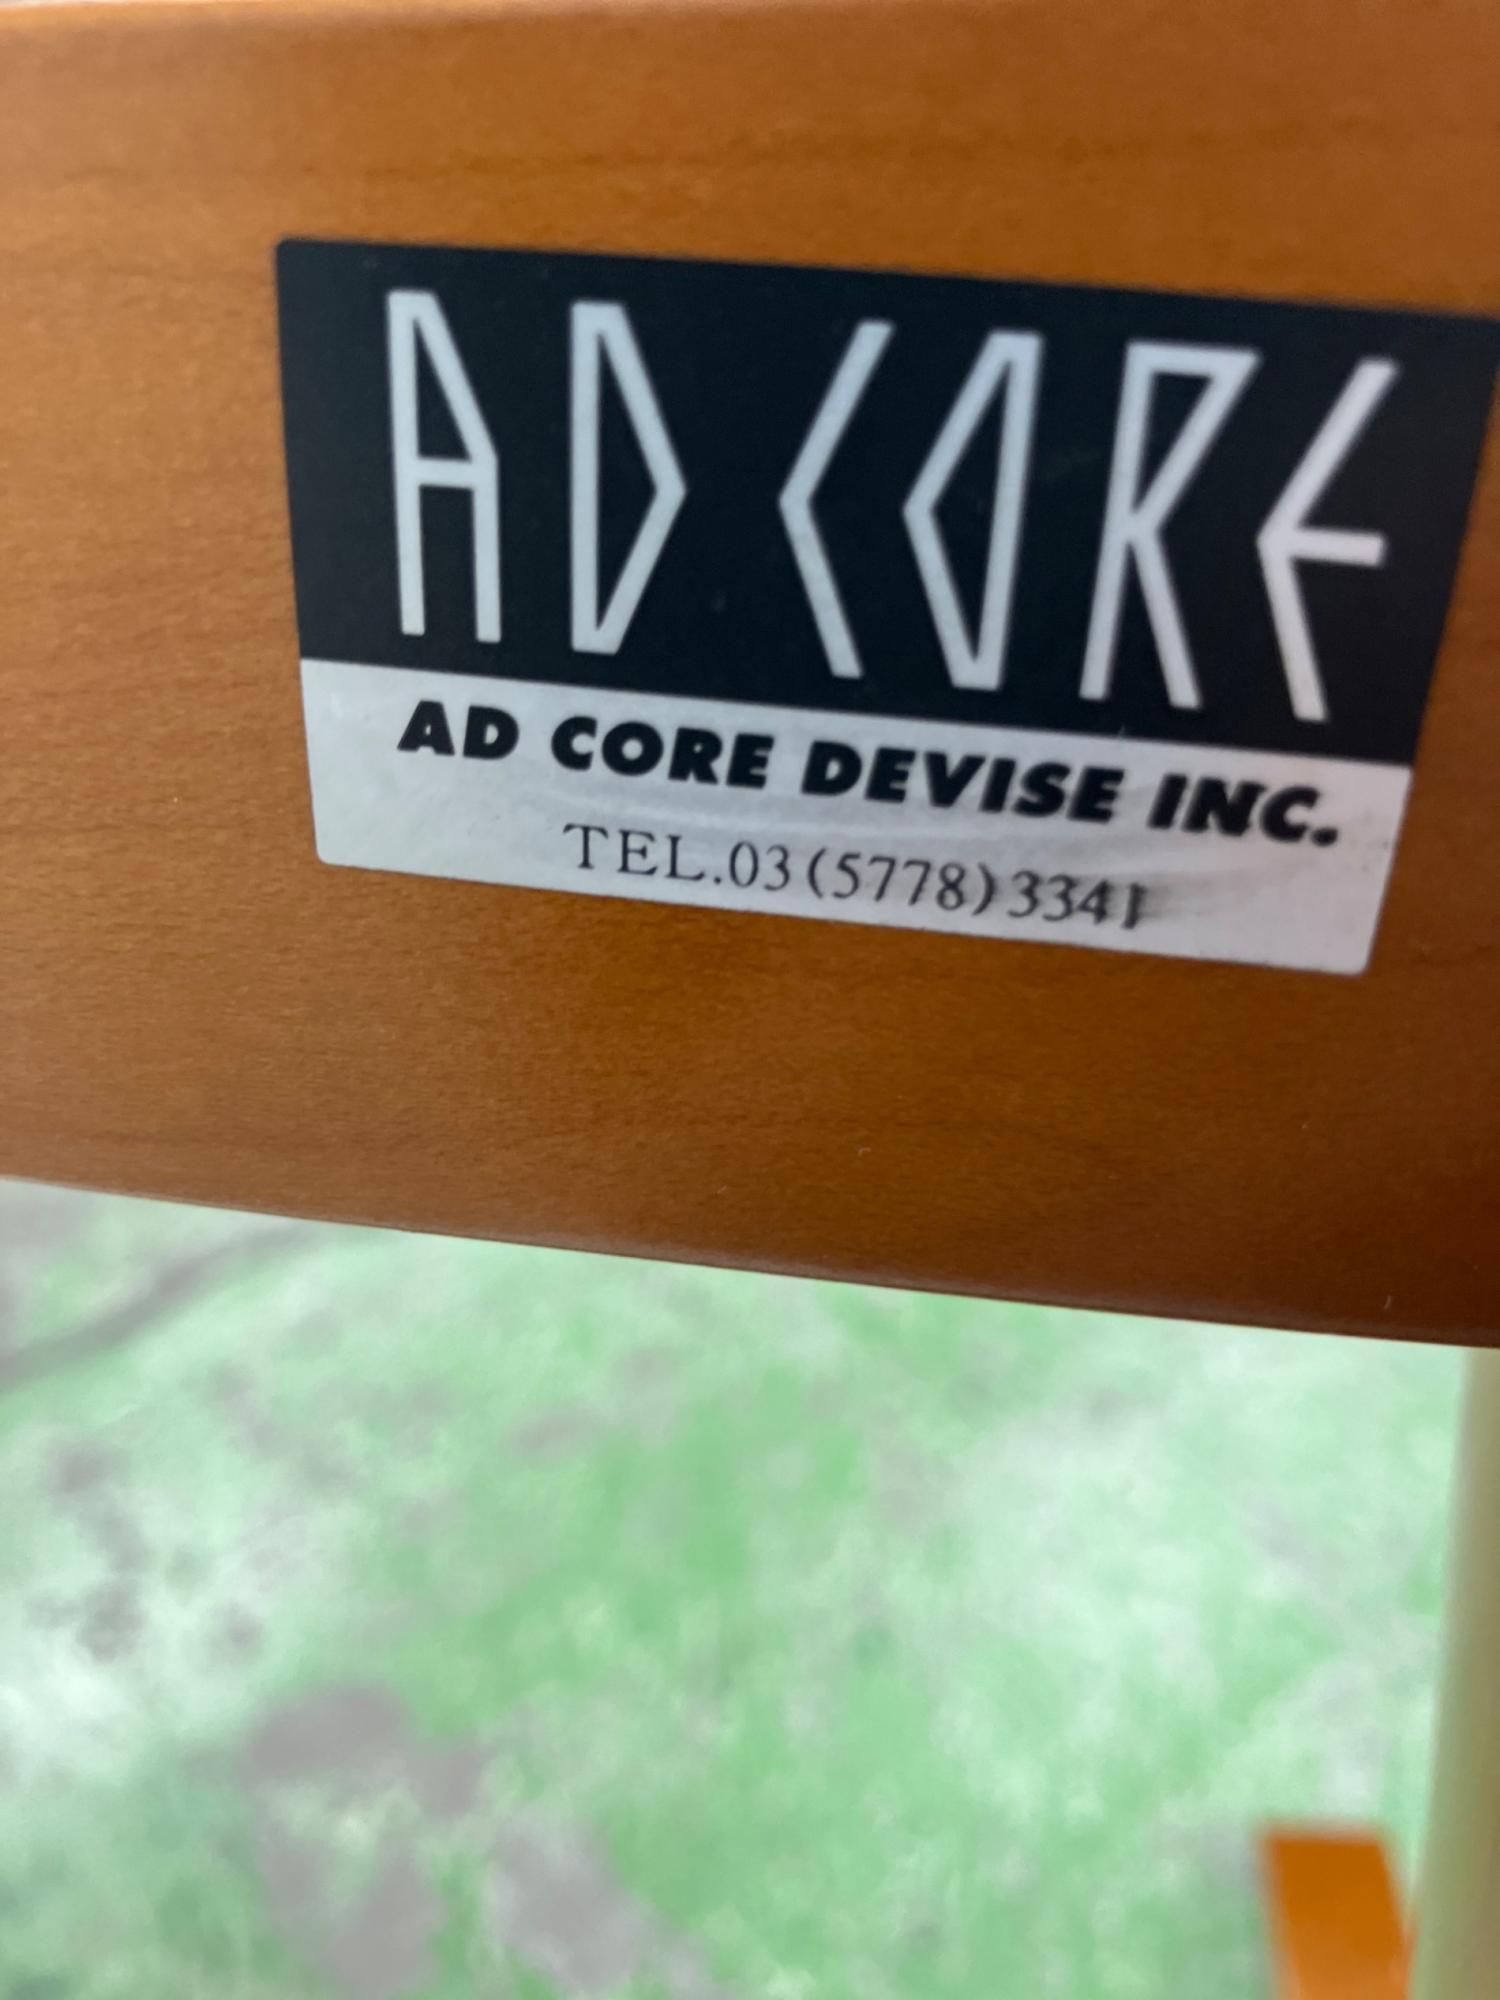 AD CORE
AD CORE DEVISE INC.
TEL.03(5778)3341